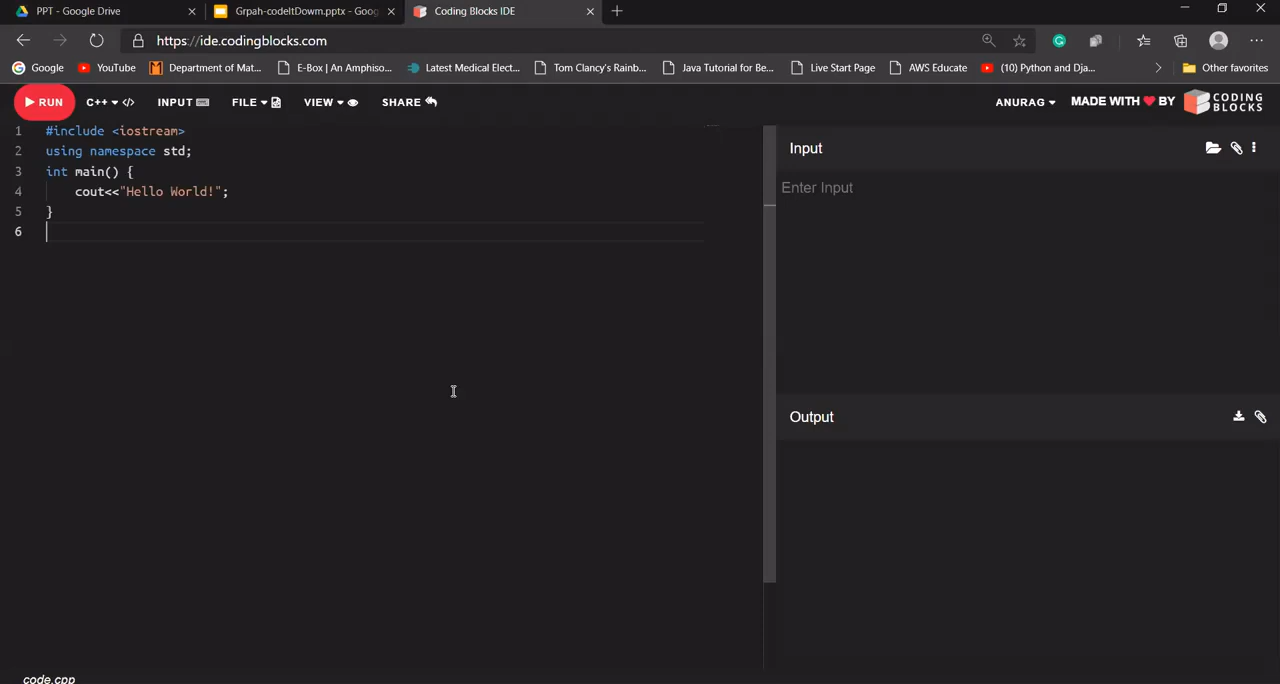 PPT - Google Drive
Grpah-codeItDowm.pptx - Goog
Coding Blocks IDE
https://ide.codingblocks.com
Google
YouTube
Department of Mat...
E-Box | An Amphiso...
Latest Medical Elect...
Tom Clancy's Rainb...
Java Tutorial for Be...
Live Start Page
AWS Educate
(10) Python and Dja...
Other favorites
RUN
C++
INPUT
FILE
VIEW
SHARE
ANURAG
MADE WITH BY
CODING
BLOCKS
1 #include <iostream>
2 using namespace std;
3 int main() {
4 cout<<"Hello World!";
5 }
6
Input
Enter Input
Output
code.cpp